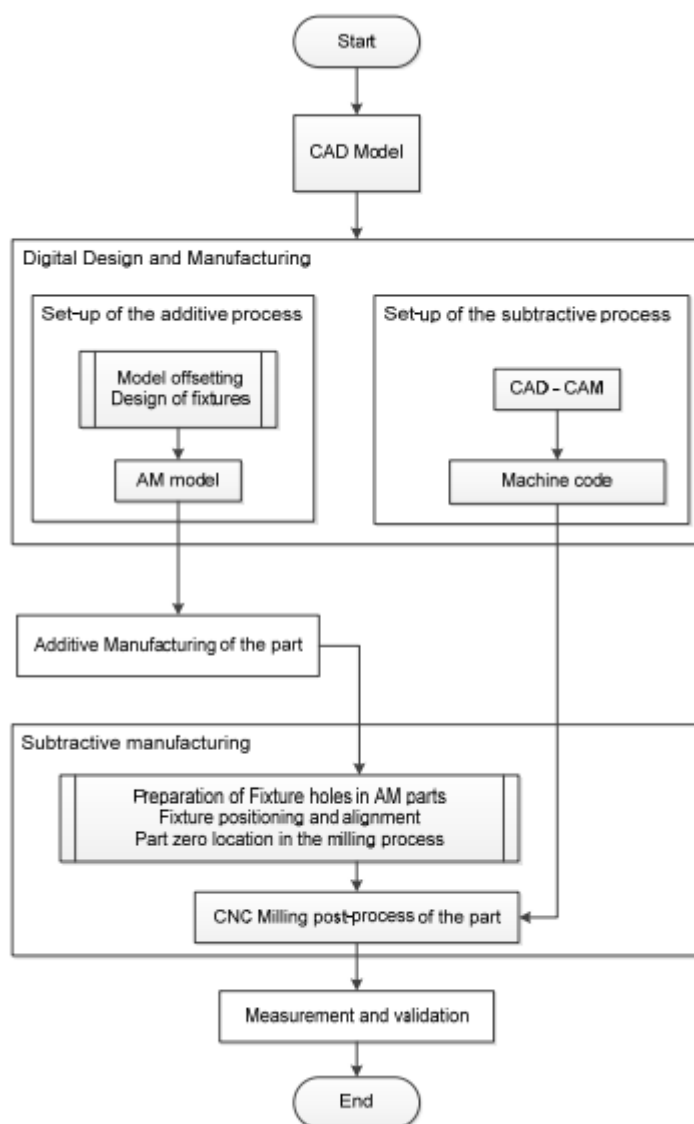 Start
CAD Model
Digital Design and Manufacturing
Set-up of the additive process
Model offsetting
Design of fixtures
AM model
Set-up of the subtractive process
CAD - CAM
Machine code
Additive Manufacturing of the part
Subtractive manufacturing
Preparation of Fixture holes in AM parts
Fixture positioning and alignment
Part zero location in the milling process
CNC Milling post-process of the part
Measurement and validation
End